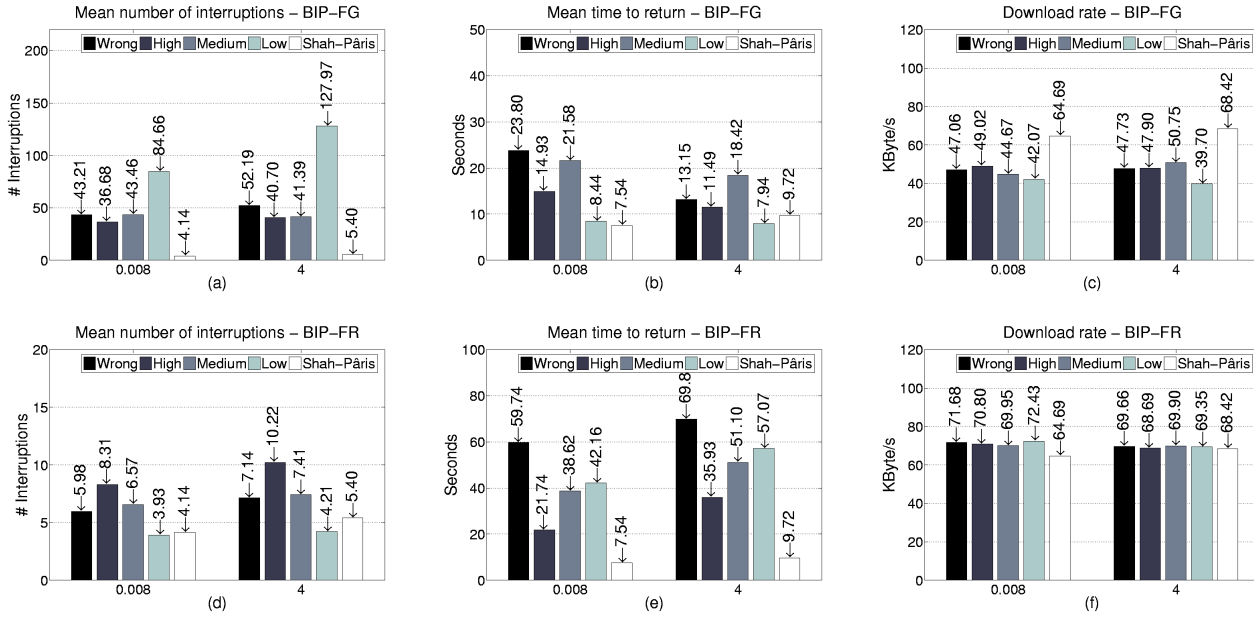 Mean number of interruptions – BIP–FG
# Interruptions
200
150
100
50
0
Wrong High Medium Low Shah–Pâris
43.21 36.68 43.46 84.66 4.14
52.19 40.70 41.39 127.97 5.40
0.008 4
(a)
Mean time to return – BIP–FG
Seconds
50
40
30
20
10
0
Wrong High Medium Low Shah–Pâris
23.80 14.93 21.58 8.44 7.54
13.15 11.49 18.42 7.94 9.72
0.008 4
(b)
Download rate – BIP–FG
KByte/s
120
100
80
60
40
20
0
Wrong High Medium Low Shah–Pâris
47.06 49.02 44.67 42.07 64.69
47.73 47.90 50.75 39.70 68.42
0.008 4
(c)
Mean number of interruptions – BIP–FR
# Interruptions
20
15
10
5
0
Wrong High Medium Low Shah–Pâris
5.98 8.31 6.57 3.93 4.14
7.14 10.22 7.41 4.21 5.40
0.008 4
(d)
Mean time to return – BIP–FR
Seconds
100
80
60
40
20
0
Wrong High Medium Low Shah–Pâris
59.74 21.74 38.62 42.16 7.54
69.8 35.93 51.10 57.07 9.72
0.008 4
(e)
Download rate – BIP–FR
KByte/s
120
100
80
60
40
20
0
Wrong High Medium Low Shah–Pâris
71.68 70.80 69.95 72.43 64.69
69.66 68.69 69.90 69.35 68.42
0.008 4
(f)